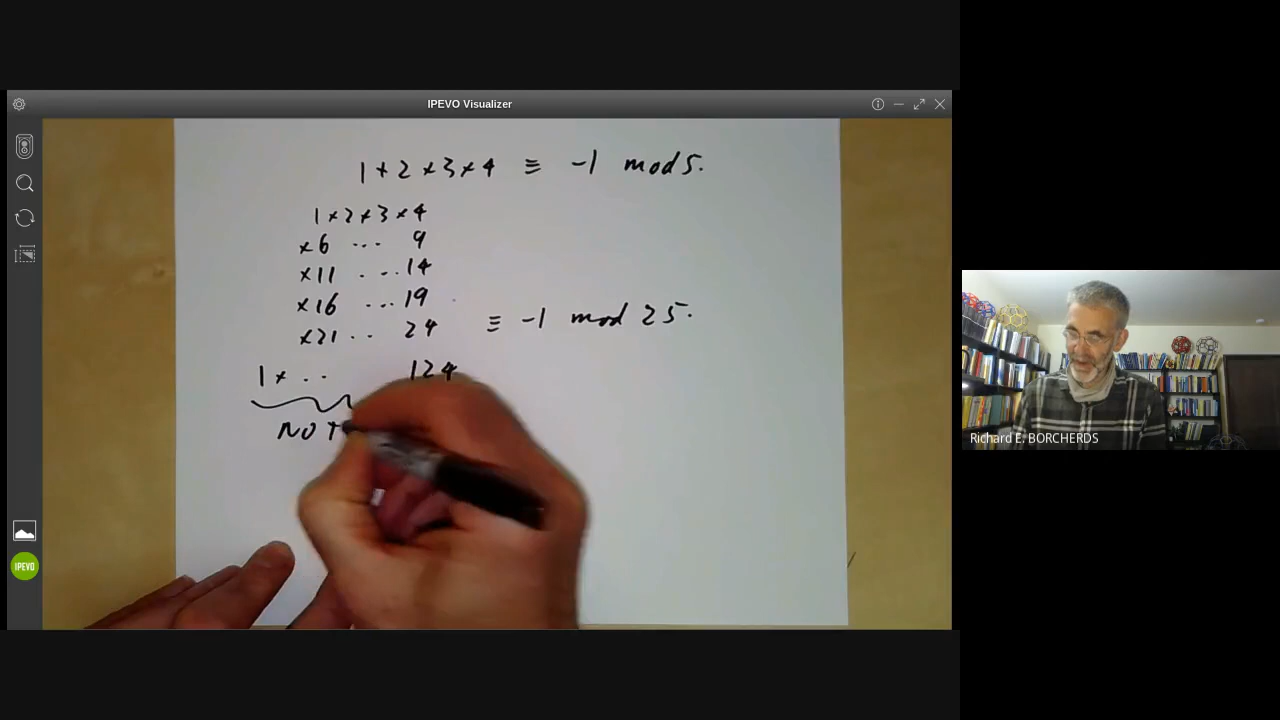 IPEVO Visualizer
1 × 2 × 3 × 4 ≡ -1 mod 5.
1 × 2 × 3 × 4
× 6 ... 9
× 11 ... 14
× 16 ... 19
× 21 .. 24 ≡ -1 mod 25.
1 × .. 124
NOT
IPEVO
Richard E. BORCHERDS